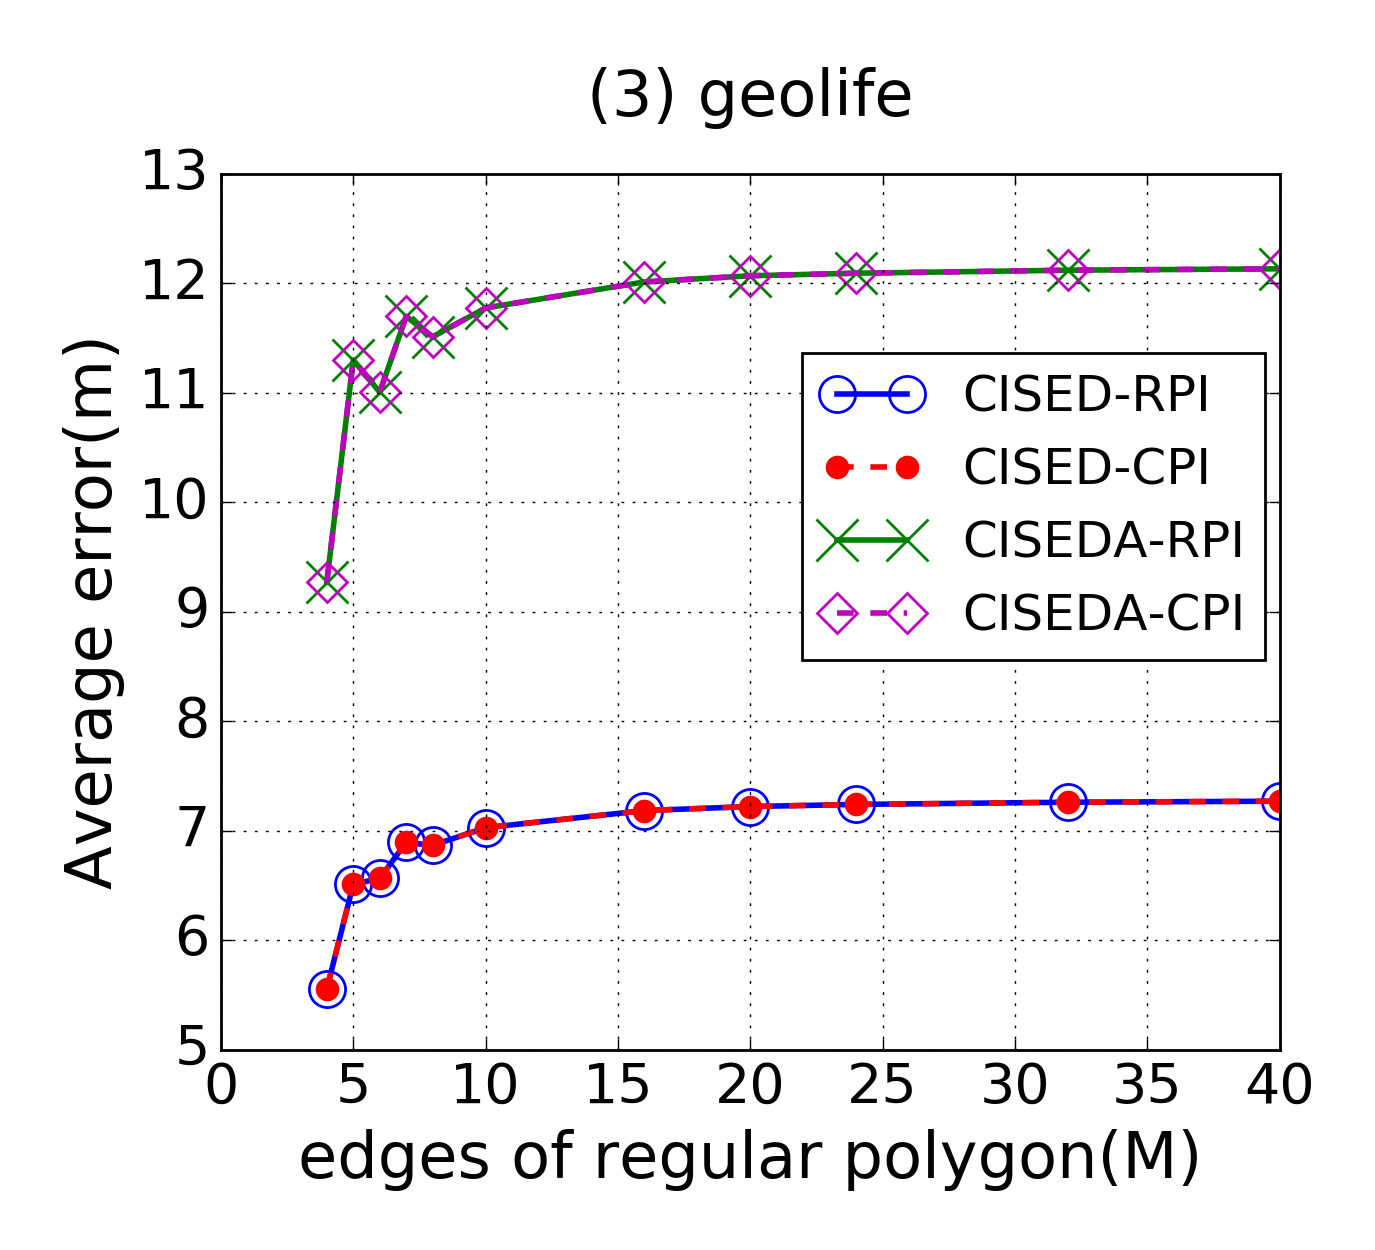 (3) geolife
13
12
11
10
9
8
7
6
5
Average error(m)
CISED-RPI
CISED-CPI
CISEDA-RPI
CISEDA-CPI
0 5 10 15 20 25 30 35 40
edges of regular polygon(M)